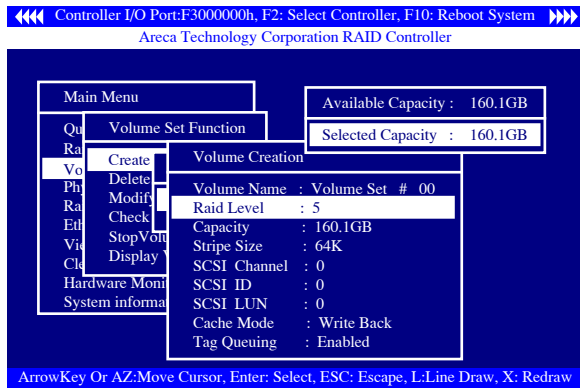 Controller I/O Port:F3000000h, F2: Select Controller, F10: Reboot System
Areca Technology Corporation RAID Controller
Main Menu
Available Capacity : 160.1GB
Selected Capacity : 160.1GB
Volume Set Function
Volume Creation
Create
Delete
Modify
Check
Display
Hardware
System
Volume Name : Volume Set # 00
Raid Level : 5
Capacity : 160.1GB
Stripe Size : 64K
SCSI Channel : 0
SCSI ID : 0
SCSI LUN : 0
Cache Mode : Write Back
Tag Queuing : Enabled
ArrowKey Or AZ:Move Cursor, Enter: Select, ESC: Escape, L:Line Draw, X: Redraw